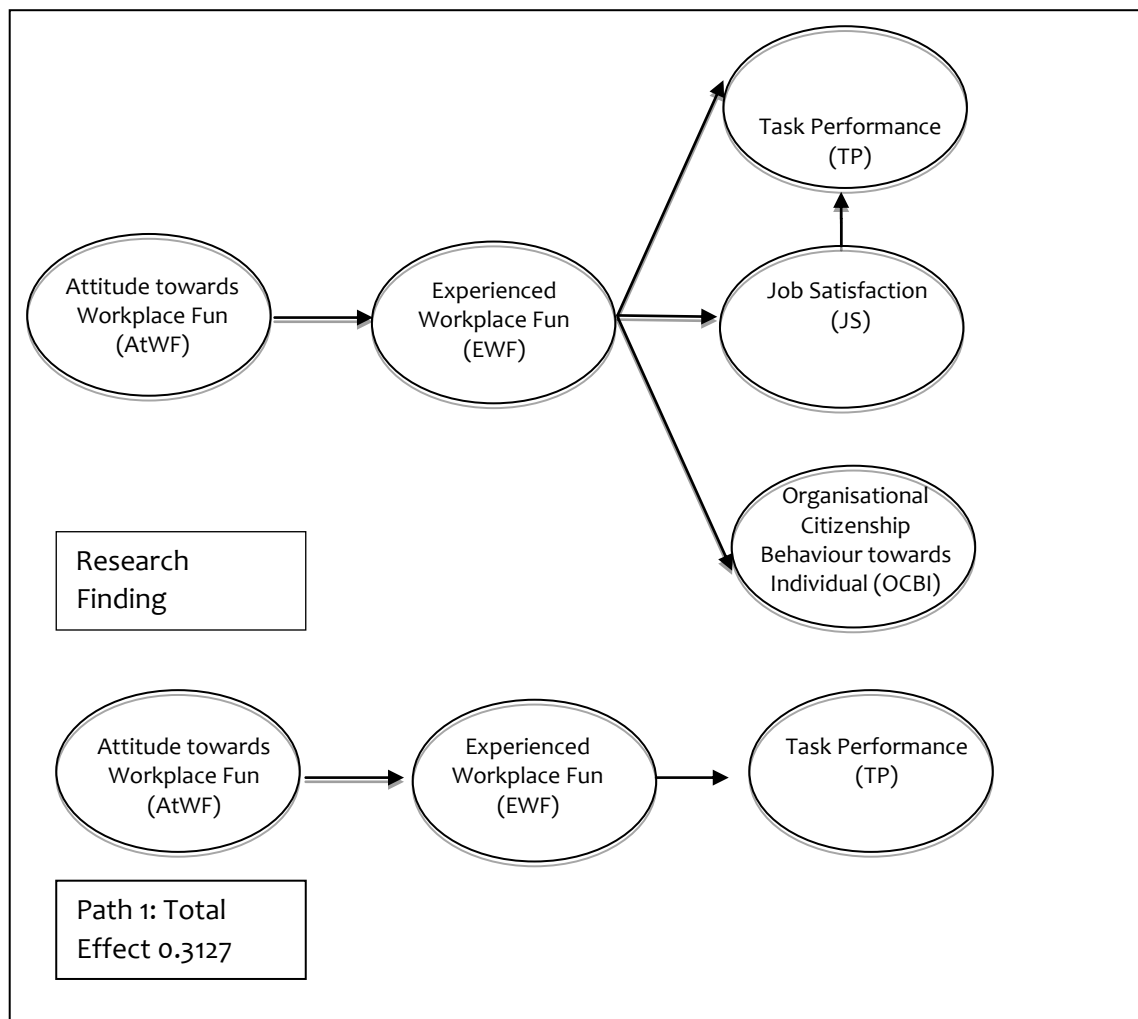 Task Performance
(TP)
Attitude towards
Workplace Fun
(AtWF)
Experienced
Workplace Fun
(EWF)
Job Satisfaction
(JS)
Organisational
Citizenship
Behaviour towards
Individual (OCBI)
Research
Finding
Attitude towards
Workplace Fun
(AtWF)
Experienced
Workplace Fun
(EWF)
Task Performance
(TP)
Path 1: Total
Effect 0.3127